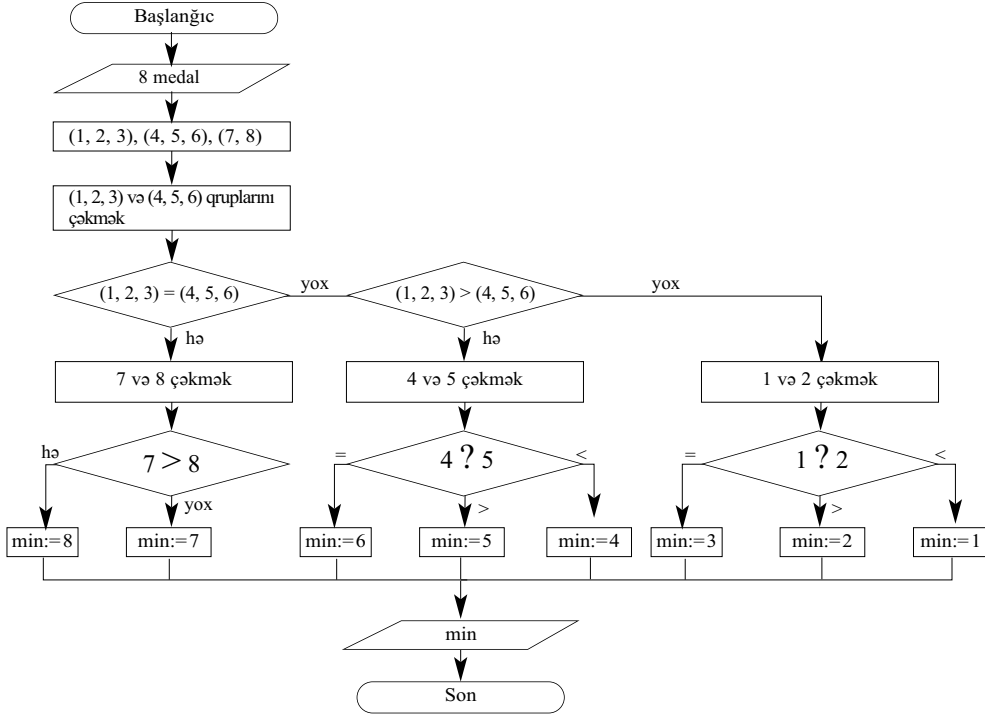 Başlanğıc
8 medal
(1, 2, 3), (4, 5, 6), (7, 8)
(1, 2, 3) və (4, 5, 6) qruplarını
çəkmək
(1, 2, 3) = (4, 5, 6)
yox
(1, 2, 3) > (4, 5, 6)
yox
hə
hə
7 və 8 çəkmək
4 və 5 çəkmək
1 və 2 çəkmək
hə
7 > 8
yox
=
4 ? 5
<
>
=
1 ? 2
<
>
min:=8
min:=7
min:=6
min:=5
min:=4
min:=3
min:=2
min:=1
min
Son